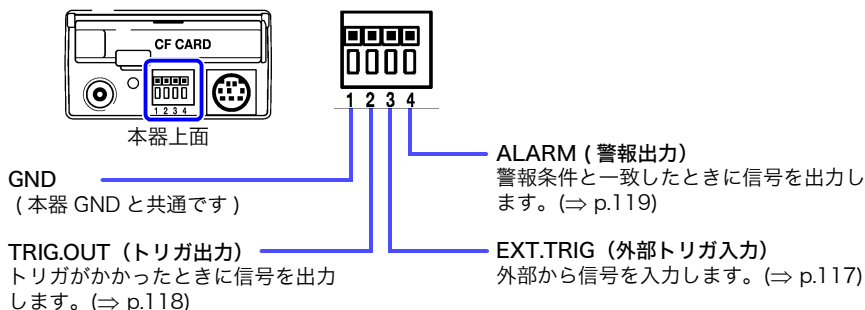 CF CARD
1 2 3 4
本器上面
1 2 3 4
GND
( 本器 GND と共通です )
TRIG.OUT（トリガ出力）
トリガがかかったときに信号を出力
します。(⇒ p.118)
ALARM ( 警報出力）
警報条件と一致したときに信号を出力し
ます。(⇒ p.119)
EXT.TRIG（外部トリガ入力）
外部から信号を入力します。(⇒ p.117)